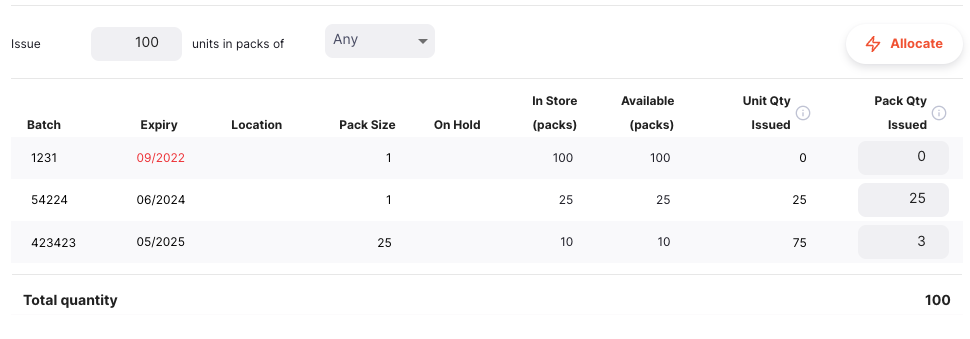 Issue 100 units in packs of Any Allocate
Batch Expiry Location Pack Size On Hold In Store (packs) Available (packs) Unit Qty Issued Pack Qty Issued
1231 09/2022 1 100 100 0 0
54224 06/2024 1 25 25 25 25
423423 05/2025 25 10 10 75 3
Total quantity 100